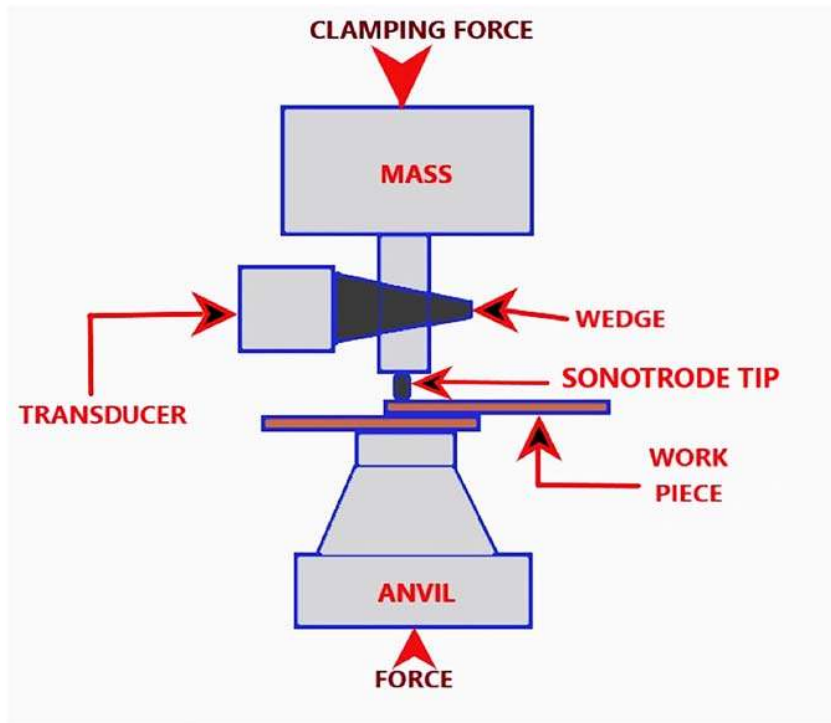 CLAMPING FORCE
MASS
WEDGE
SONOTRODE TIP
TRANSDUCER
WORK
PIECE
ANVIL
FORCE